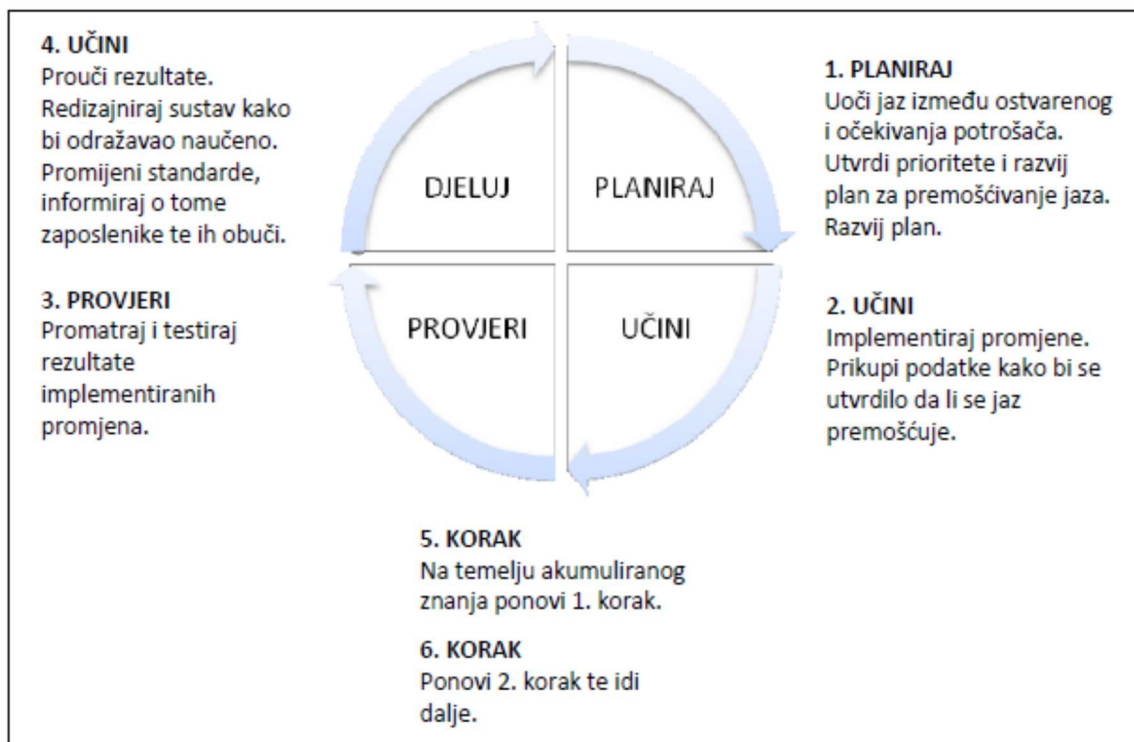 4. UČINI
Prouči rezultate.
Redizajniraj sustav kako
bi odražavao naučeno.
Promijeni standarde,
informiraj o tome
zaposlenike te ih obuči.
DJELUJ
PLANIRAJ
1. PLANIRAJ
Uoči jaz između ostvarenog
i očekivanja potrošača.
Utvrdi prioritete i razvij
plan za premošćivanje jaza.
Razvij plan.
3. PROVJERI
Promatraj i testiraj
rezultate
implementiranih
promjena.
PROVJERI
UČINI
2. UČINI
Implementiraj promjene.
Prikupi podatke kako bi se
utvrdilo da li se jaz
premošćuje.
5. KORAK
Na temelju akumuliranog
znanja ponovi 1. korak.
6. KORAK
Ponovi 2. korak te idi
dalje.